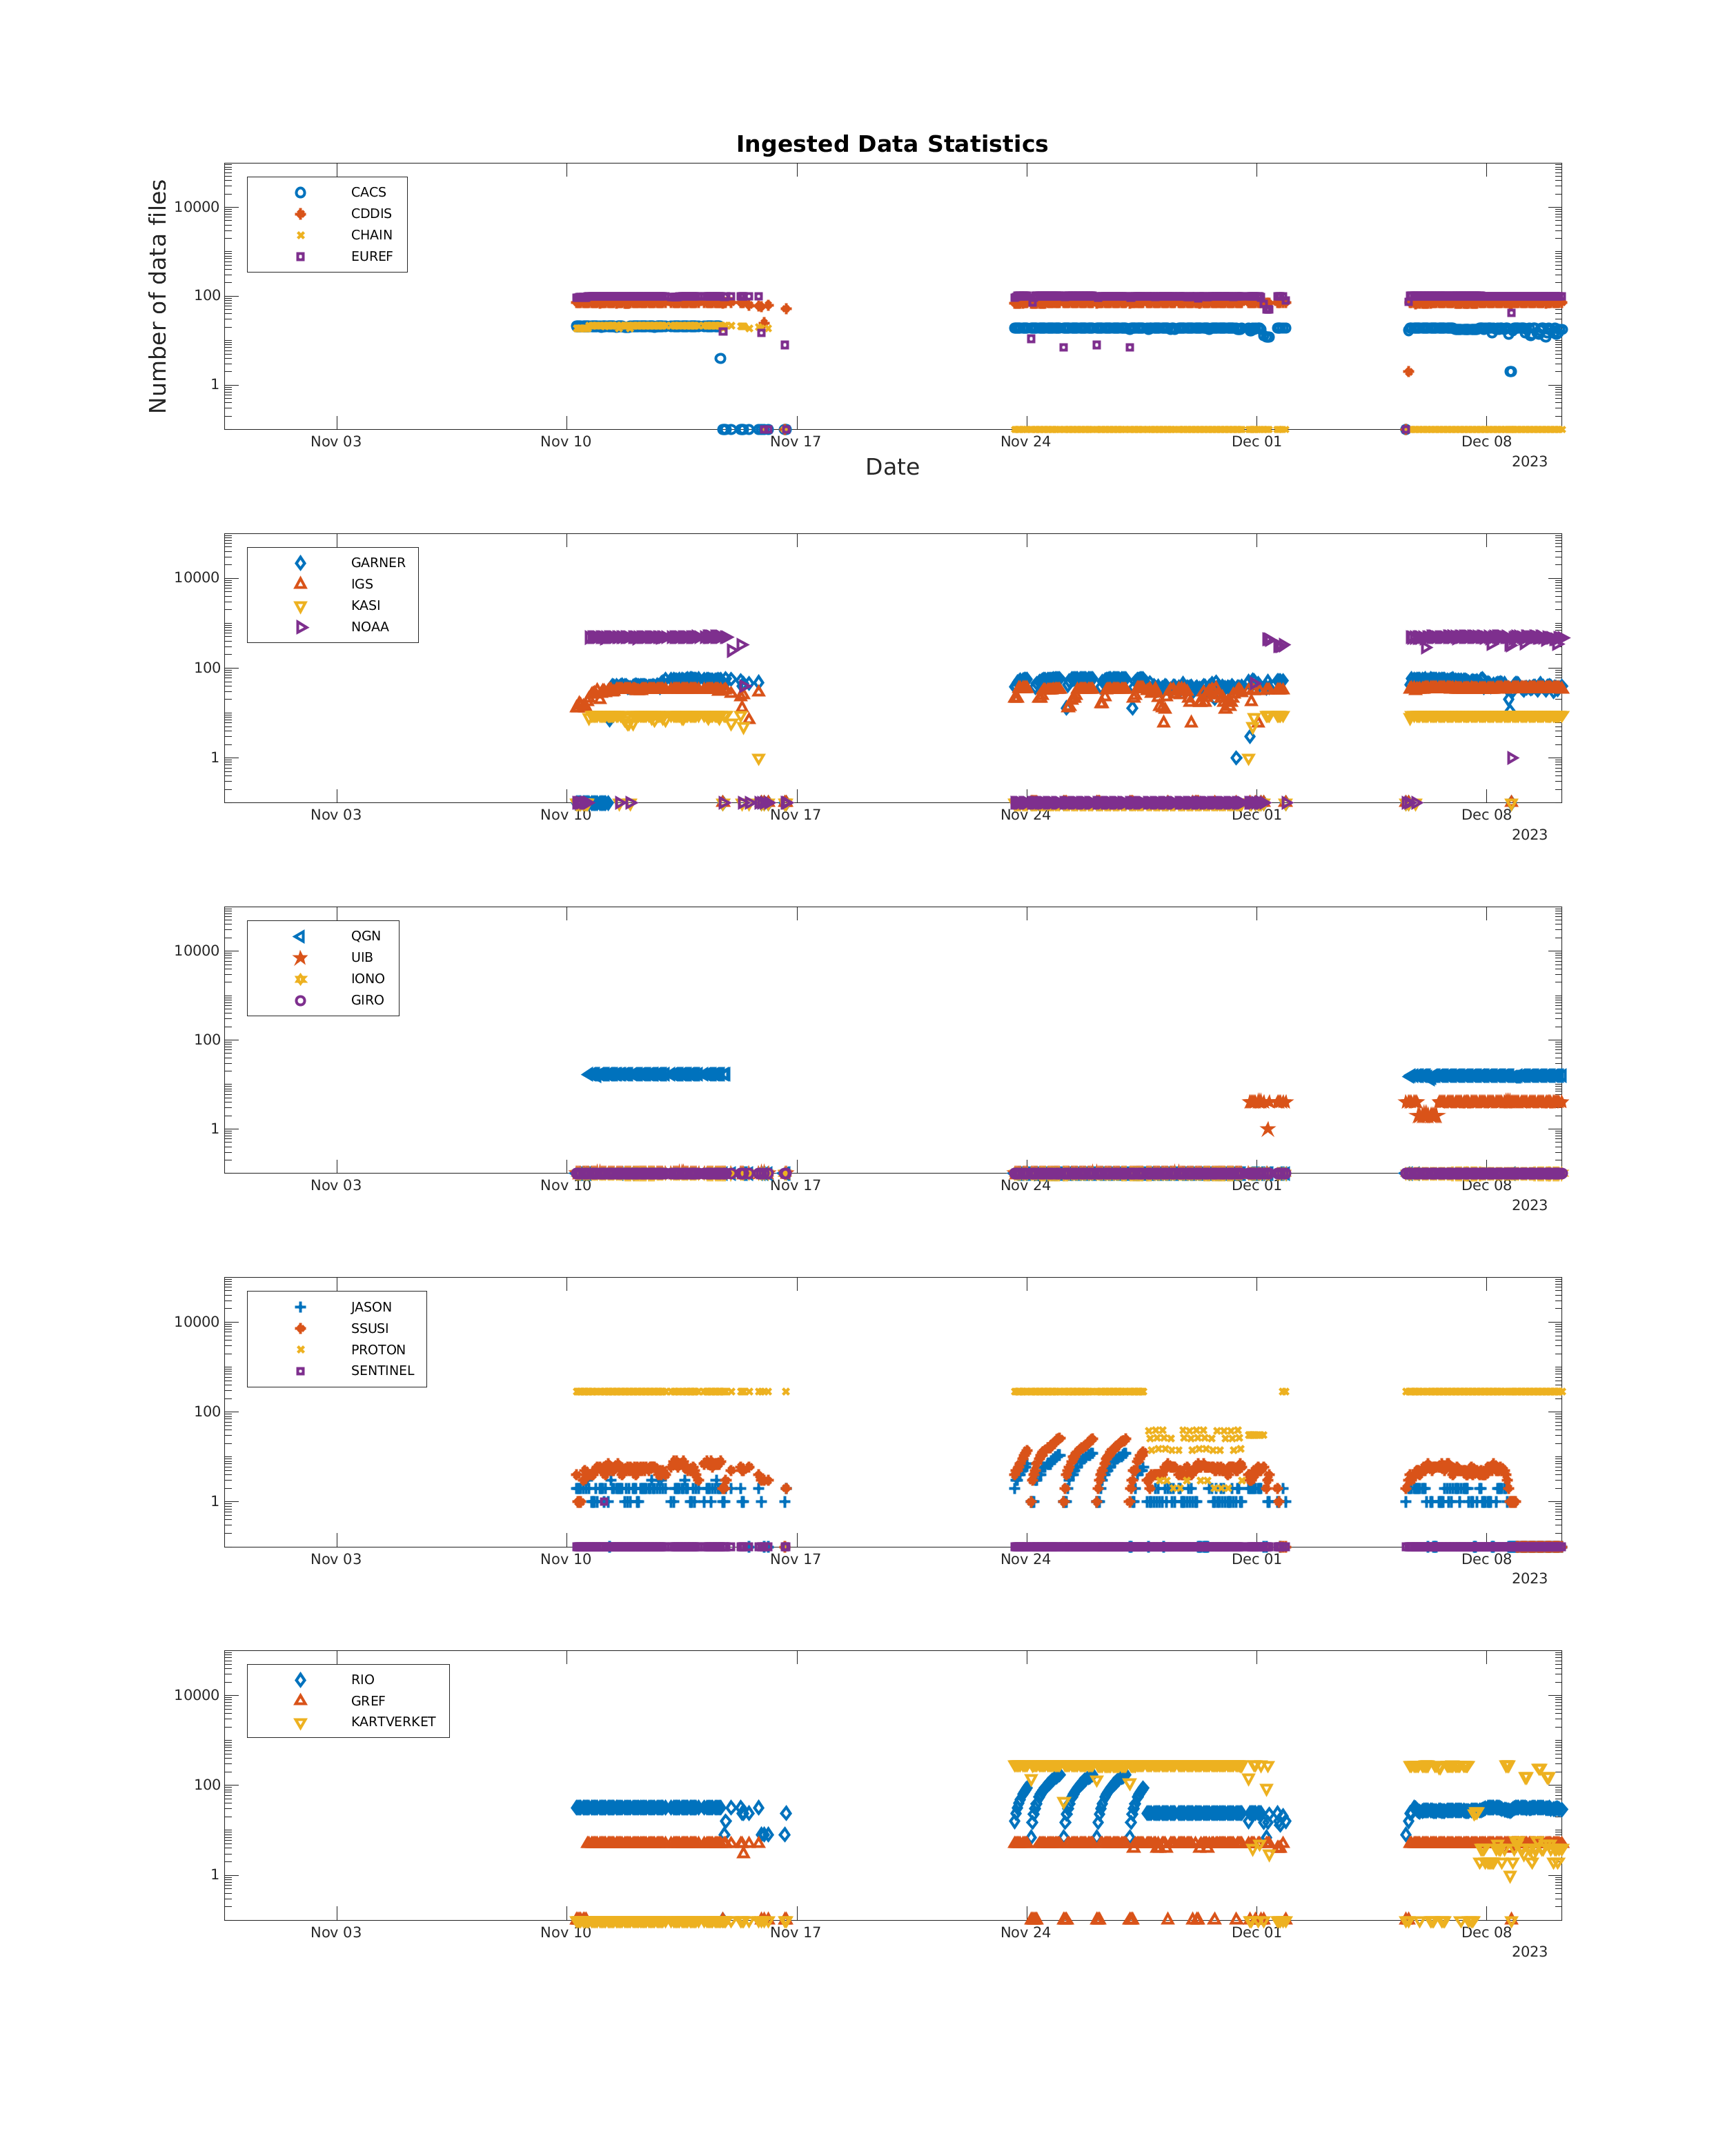 Ingested Data Statistics
Number of data files
10000
100
1
CACS
CDDIS
CHAIN
EUREF
Nov 03 Nov 10 Nov 17 Nov 24 Dec 01 Dec 08
2023
Date
10000
100
1
GARNER
IGS
KASI
NOAA
Nov 03 Nov 10 Nov 17 Nov 24 Dec 01 Dec 08
2023
10000
100
1
QGN
UIB
IONO
GIRO
Nov 03 Nov 10 Nov 17 Nov 24 Dec 01 Dec 08
2023
10000
100
1
JASON
SSUSI
PROTON
SENTINEL
Nov 03 Nov 10 Nov 17 Nov 24 Dec 01 Dec 08
2023
10000
100
1
RIO
GREF
KARTVERKET
Nov 03 Nov 10 Nov 17 Nov 24 Dec 01 Dec 08
2023